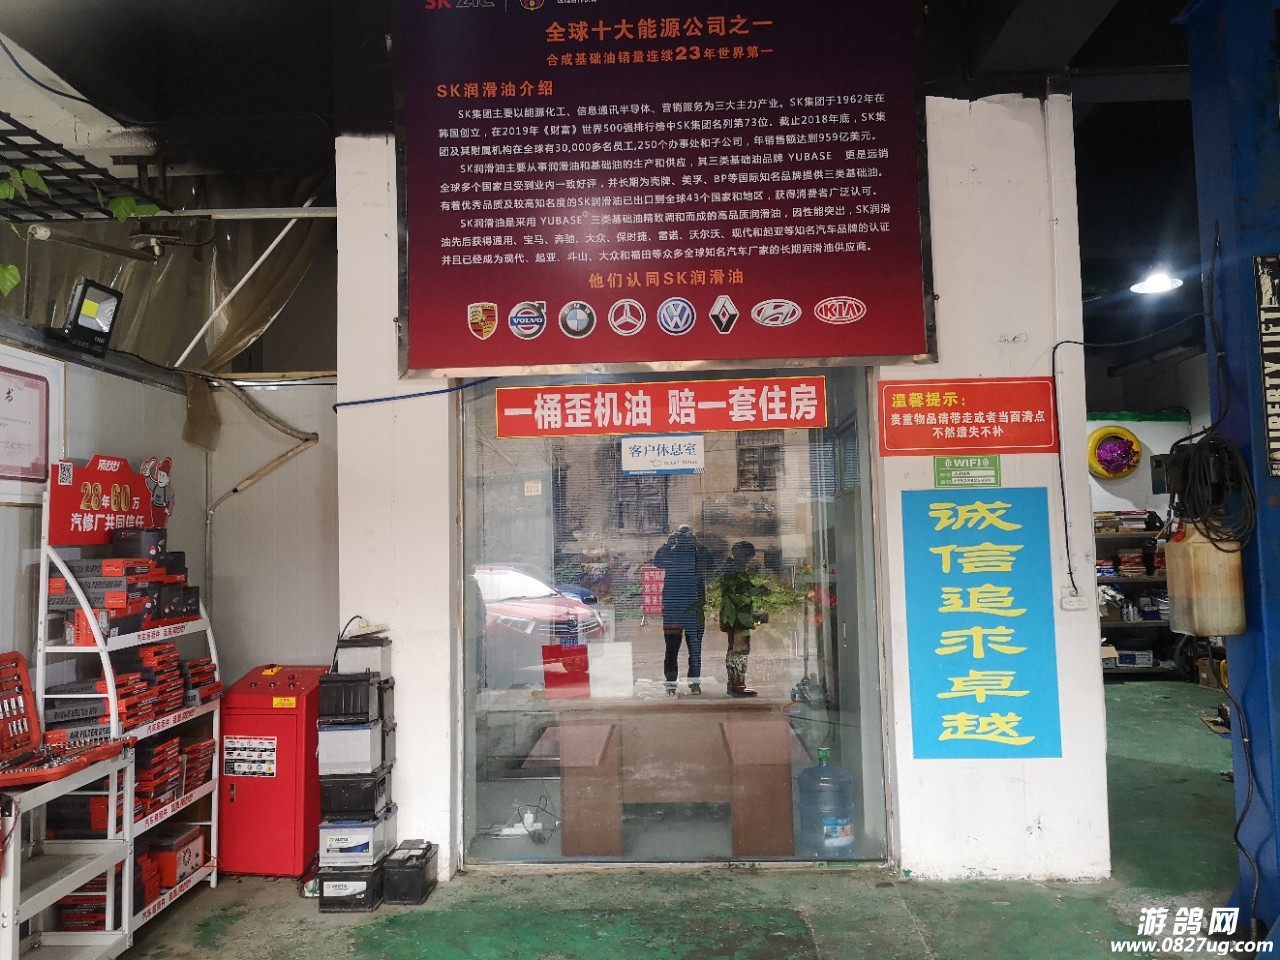 SK ZIC
全球十大能源公司之一
合成基础油销量连续23年世界第一
SK润滑油介绍
SK集团主要以能源化工、信息通讯半导体、营销服务为三大主力产业。SK集团于1962年在
韩国创立，在2019年《财富》世界500强排行榜中SK集团名列第73位。截止2018年底，SK集
团及其附属机构在全球有30,000多名员工,250个办事处和子公司，年销售额达到959亿美元。
SK润滑油主要从事润滑油和基础油的生产和供应，其三类基础油品牌 YUBASE 更是远销
全球多个国家且受到业内一致好评，并长期为壳牌、美孚、BP等国际知名品牌提供三类基础油。
有着优秀品质及较高知名度的SK润滑油已出口到全球43个国家和地区，获得消费者广泛认可。
SK润滑油是采用 YUBASE 三类基础油精致调和而成的高品质润滑油，因性能突出，SK润滑
油先后获得通用、宝马、奔驰、大众、保时捷、雷诺、沃尔沃、现代和起亚等知名汽车品牌的认证
并且已经成为现代、起亚、斗山、大众和福田等众多全球知名汽车厂家的长期润滑油供应商。
他们认同SK润滑油
VOLVO
KIA
一桶歪机油 赔一套住房
客户休息室
温馨提示：
贵重物品请带走或者当面清点
不然遗失不补
WIFI
诚信追求卓越
书
28年60万
汽修厂共同信任
VARTA
VARTA
游鸽网
www.0827ug.com